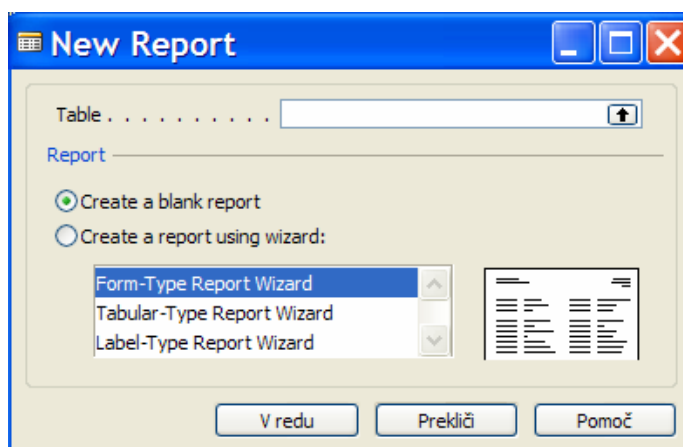 New Report
Table . . . . . . . . . .
Report
Create a blank report
Create a report using wizard:
Form-Type Report Wizard
Tabular-Type Report Wizard
Label-Type Report Wizard
V redu Prekliči Pomoč